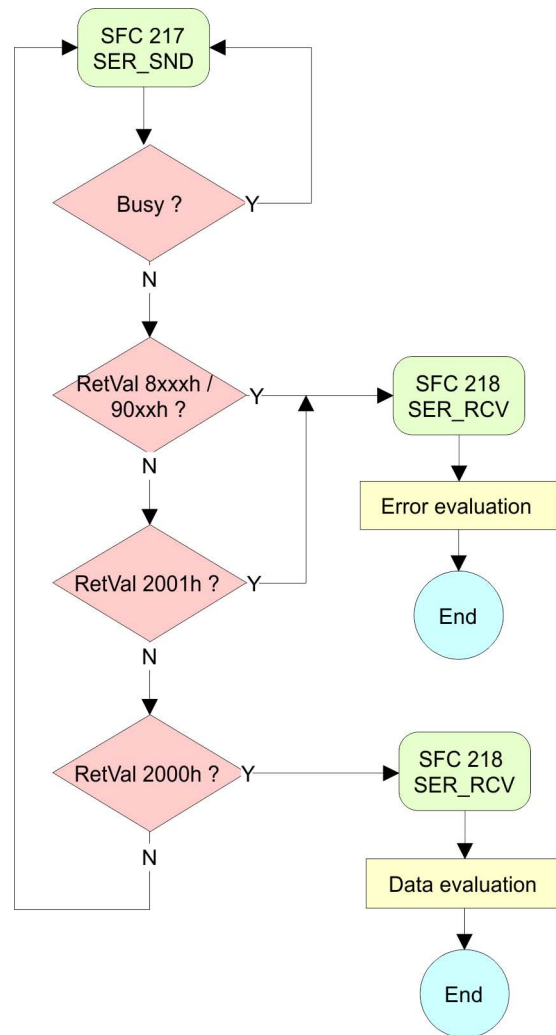 SFC 217
SER_SND
Busy ?
Y
N
RetVal 8xxxh /
90xxh ?
Y
SFC 218
SER_RCV
N
Error evaluation
RetVal 2001h ?
Y
End
N
RetVal 2000h ?
Y
SFC 218
SER_RCV
N
Data evaluation
End